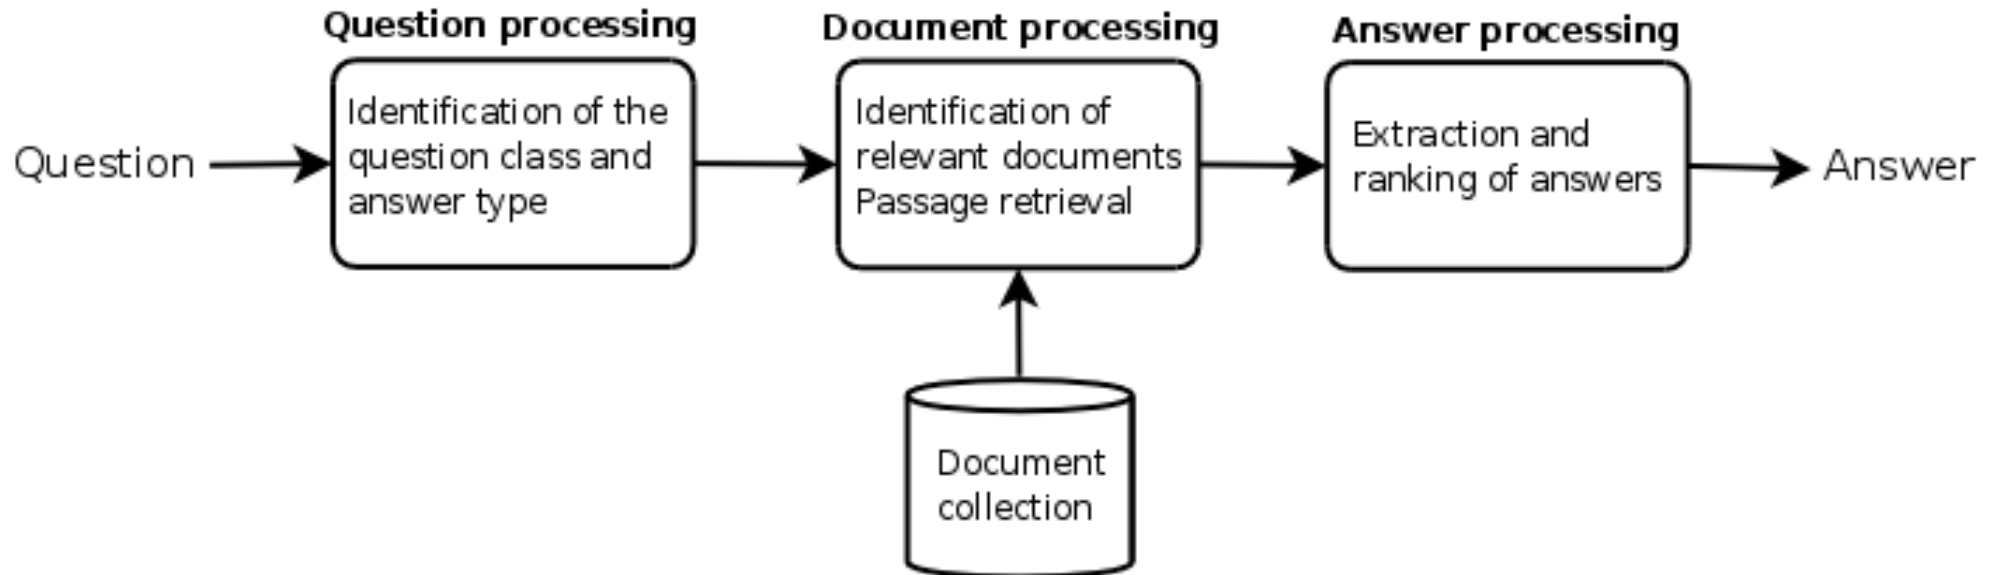 Question processing
Document processing
Answer processing
Question
Identification of the
question class and
answer type
Identification of
relevant documents
Passage retrieval
Extraction and
ranking of answers
Answer
Document
collection